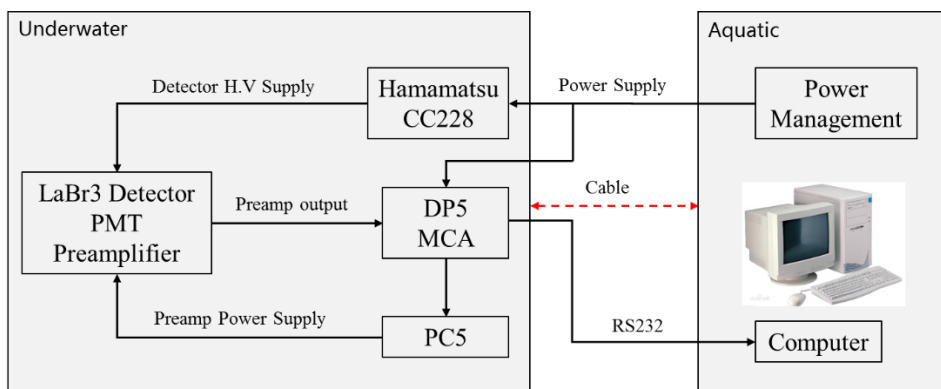 Underwater
Aquatic
Detector H.V Supply
Hamamatsu
CC228
Power Supply
Power
Management
LaBr3 Detector
PMT
Preamplifier
Preamp output
DP5
MCA
Cable
Preamp Power Supply
PC5
RS232
Computer